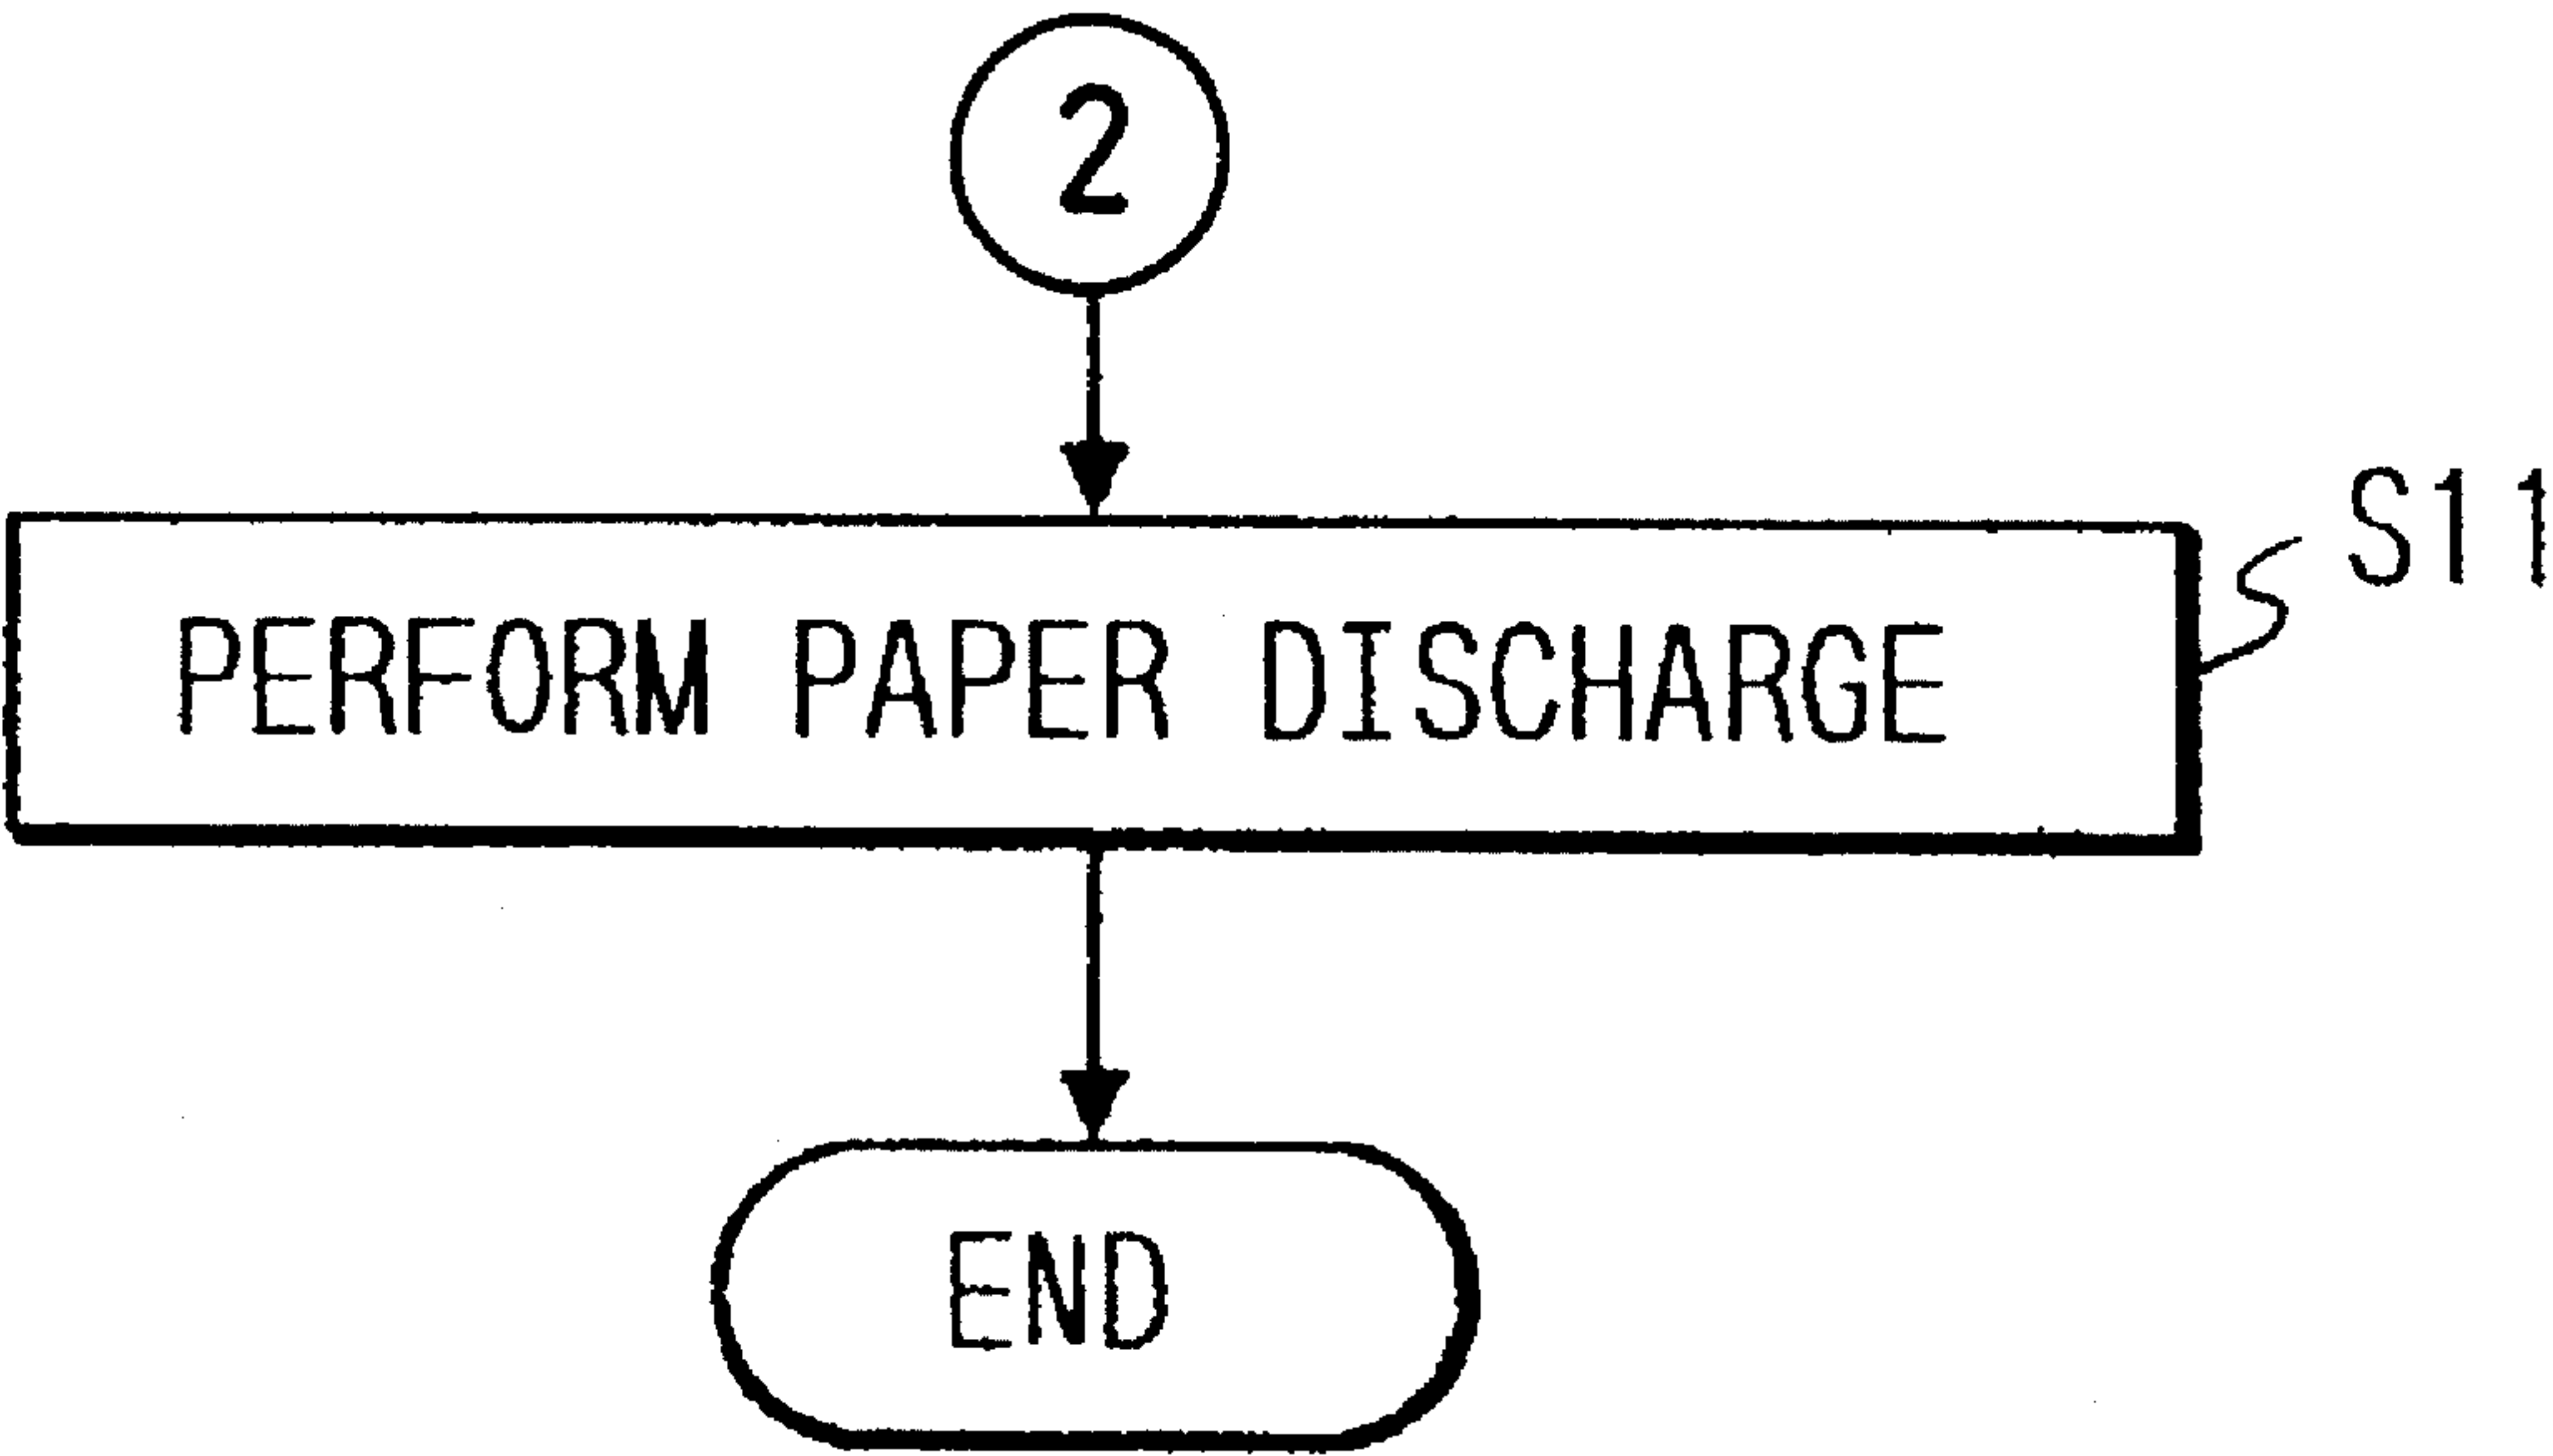 2
S11
PERFORM PAPER DISCHARGE
END